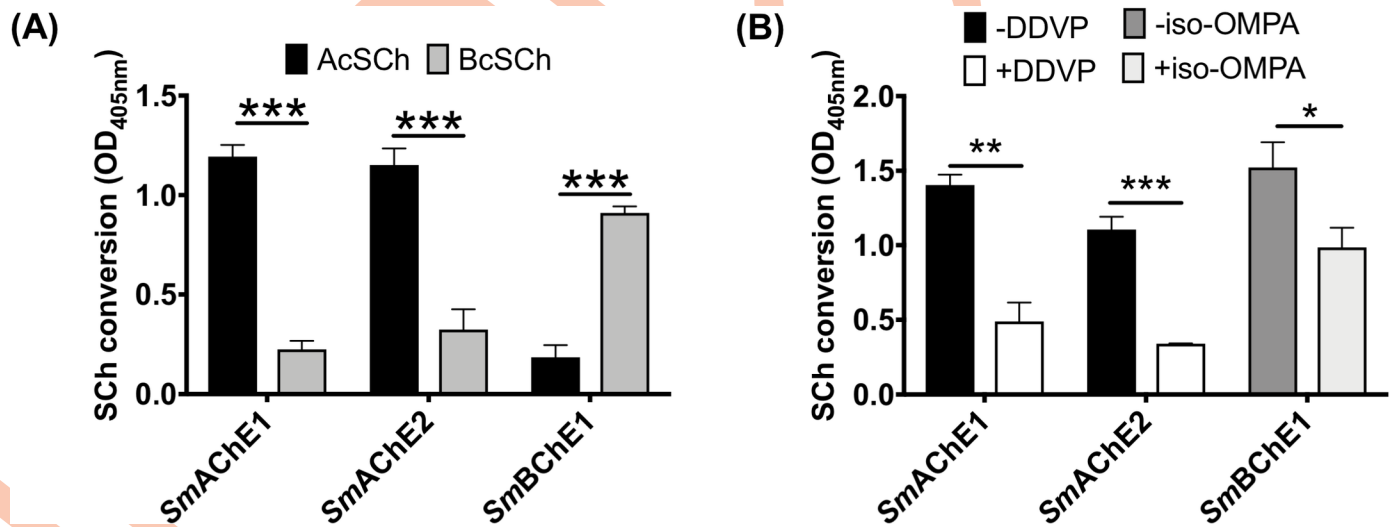 (A)
AcSCh BcSCh
SCh conversion (OD405nm)
1.5
1.0
0.5
0.0
***
***
***
SmAChE1
SmAChE2
SmBChE1
(B)
-DDVP -iso-OMPA
+DDVP +iso-OMPA
SCh conversion (OD405nm)
2.0
1.5
1.0
0.5
0.0
**
***
*
SmAChE1
SmAChE2
SmBChE1